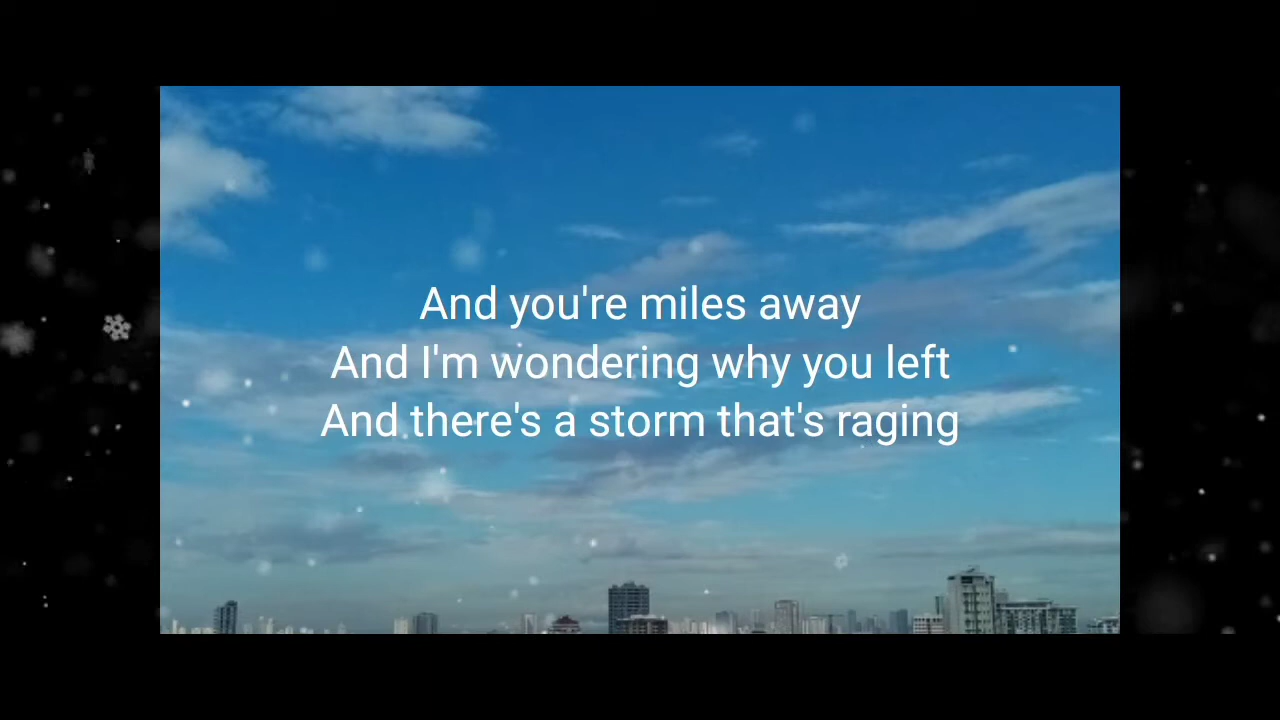 And you're miles away
And I'm wondering why you left
And there's a storm that's raging